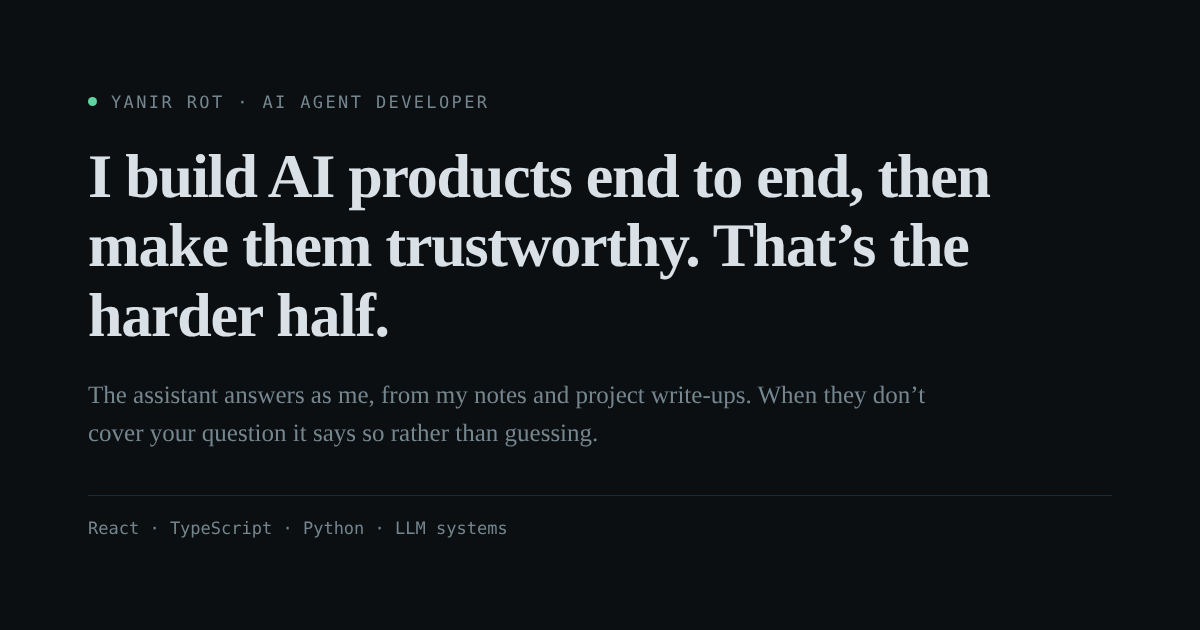 YANIR ROT · AI AGENT DEVELOPER
I build AI products end to end, then
make them trustworthy. That’s the
harder half.
The assistant answers as me, from my notes and project write-ups. When they don’t
cover your question it says so rather than guessing.
React · TypeScript · Python · LLM systems